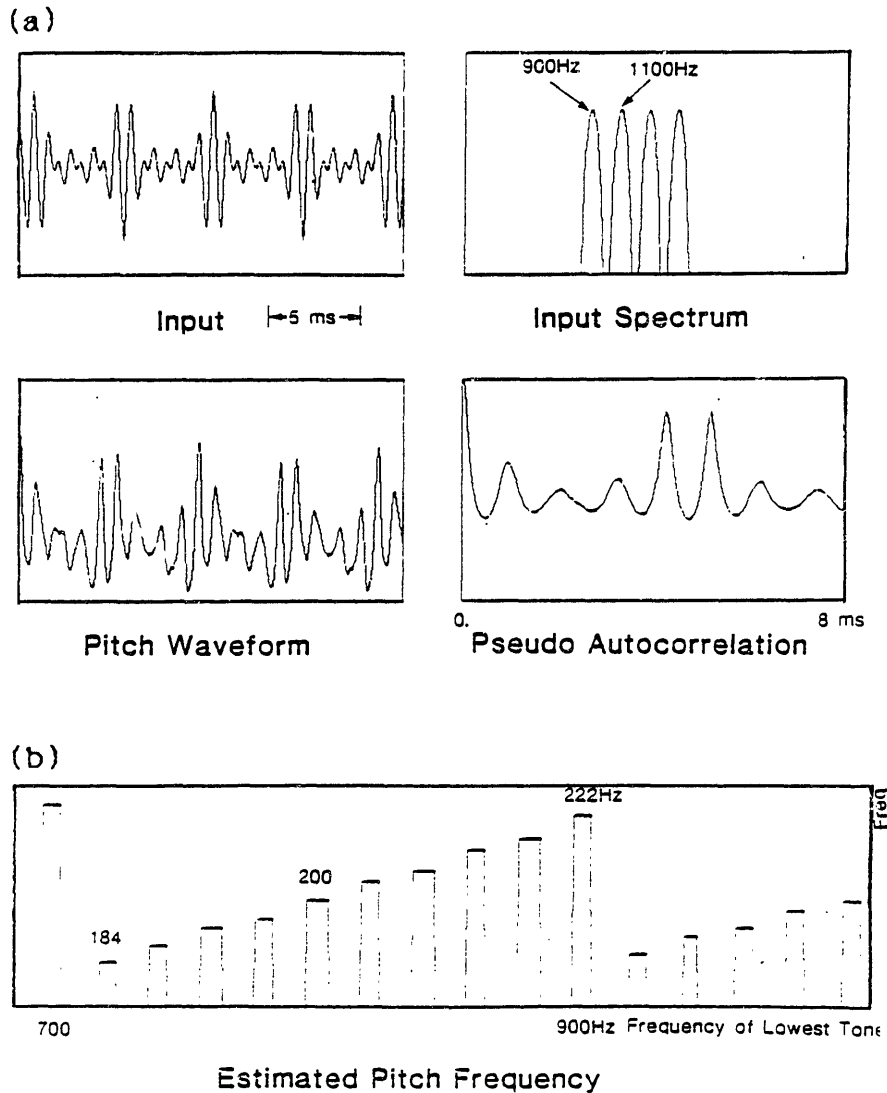 (a)
900Hz 1100Hz
Input 5 ms
Input Spectrum
Pitch Waveform
0. 8 ms
Pseudo Autocorrelation
(b)
222Hz
Freq
200
184
700 900Hz Frequency of Lowest Tone
Estimated Pitch Frequency